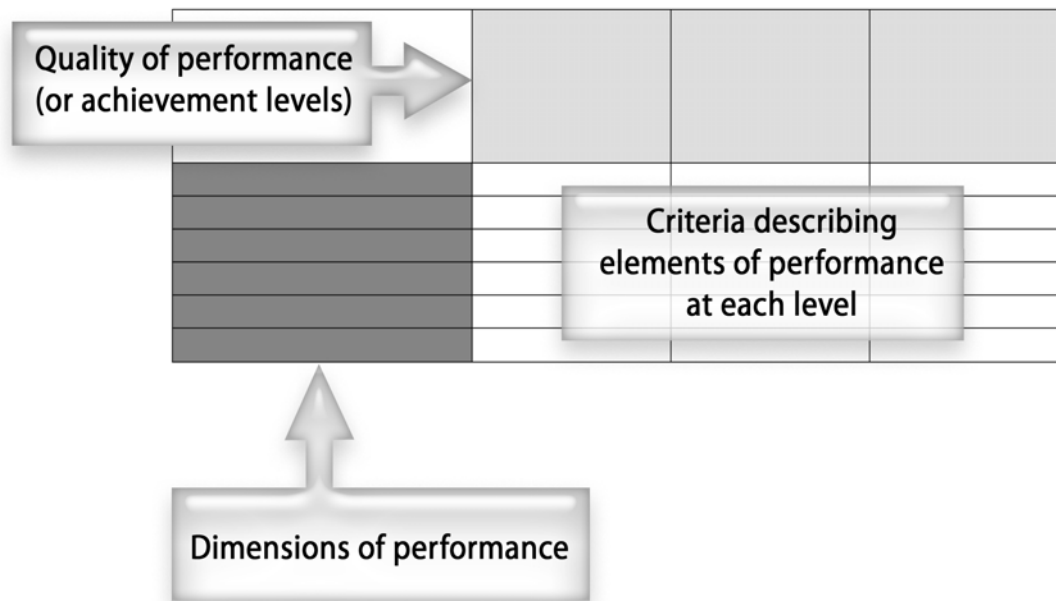 Quality of performance
(or achievement levels)
Criteria describing
elements of performance
at each level
Dimensions of performance